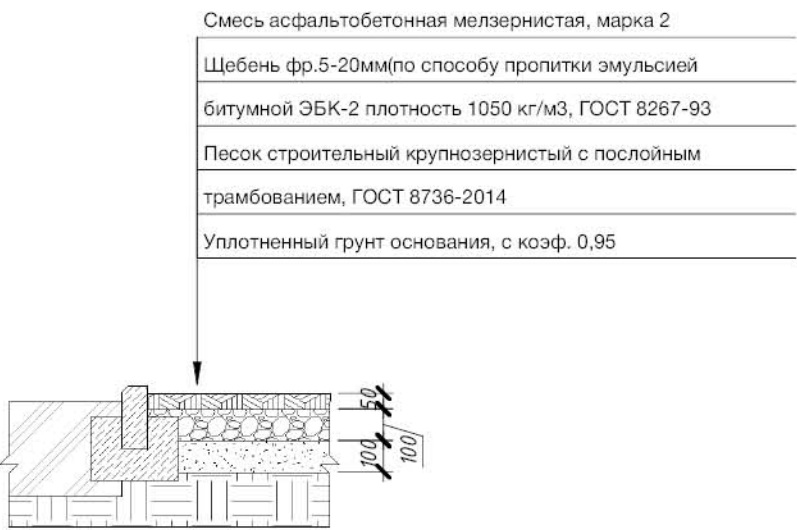 Смесь асфальтобетонная мелзернистая, марка 2
Щебень фр.5-20мм(по способу пропитки эмульсией
битумной ЭБК-2 плотность 1050 кг/м3, ГОСТ 8267-93
Песок строительный крупнозернистый с послойным
трамбованием, ГОСТ 8736-2014
Уплотненный грунт основания, с коэф. 0,95
50
100
100